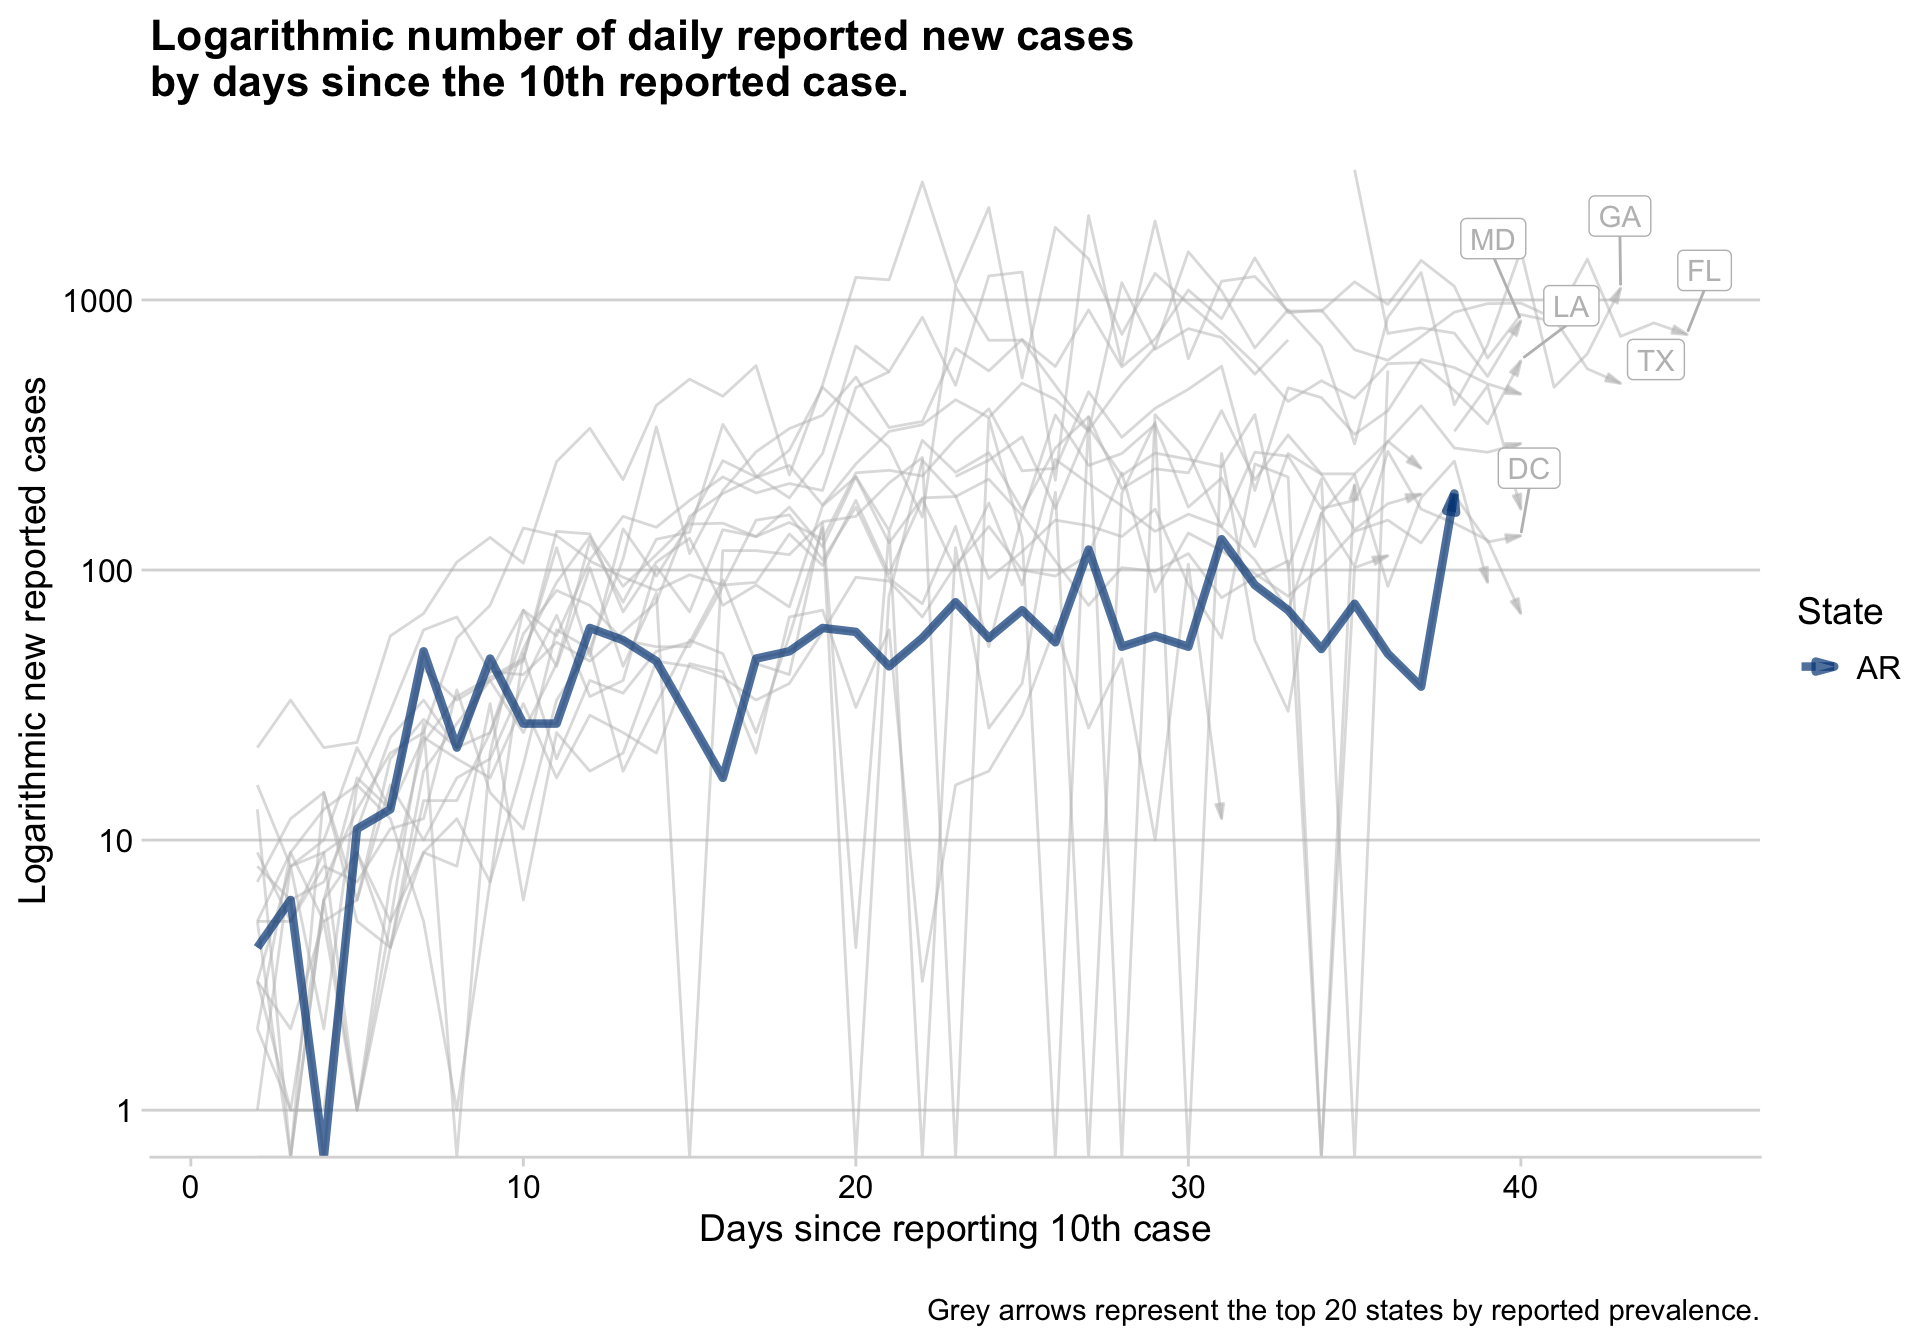 Logarithmic number of daily reported new cases
by days since the 10th reported case.
GA
MD
FL
1000
LA
TX
DC
100
State
AR
10
1
Logarithmic new reported cases
0
10
20
30
40
Days since reporting 10th case
Grey arrows represent the top 20 states by reported prevalence.